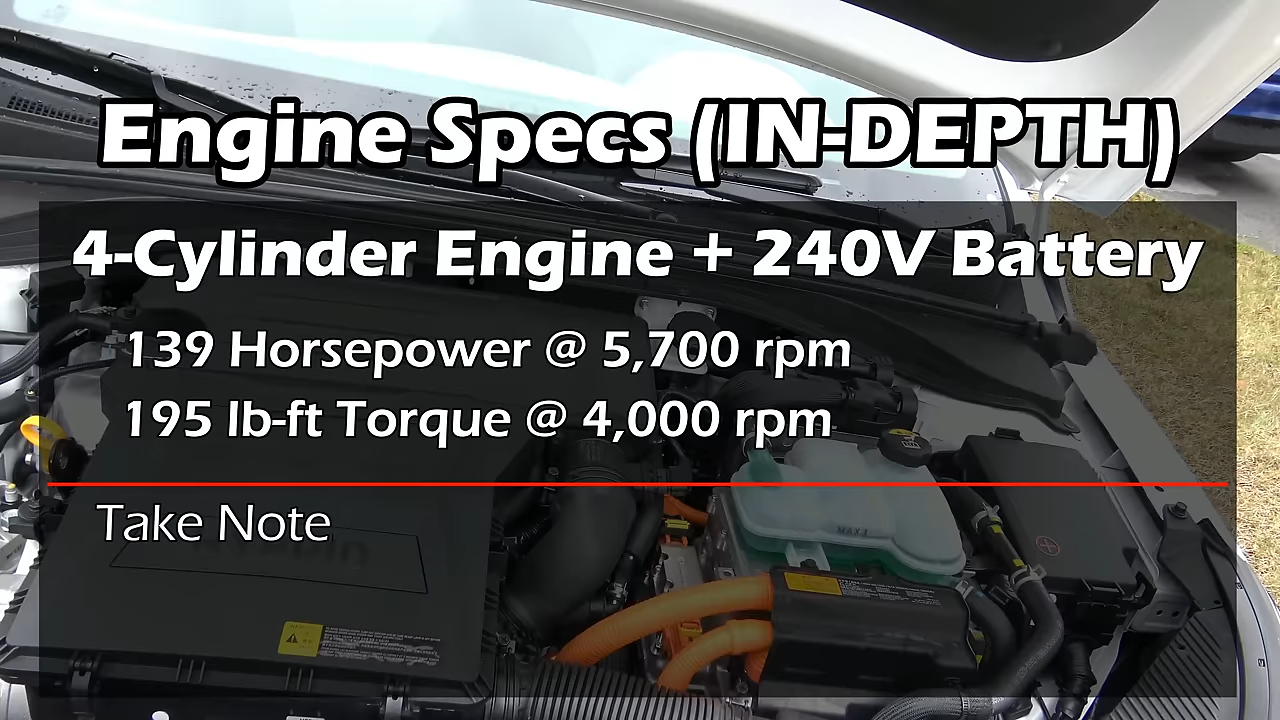 Engine Specs (IN-DEPTH)
4-Cylinder Engine + 240V Battery
139 Horsepower @ 5,700 rpm
195 lb-ft Torque @ 4,000 rpm
Take Note